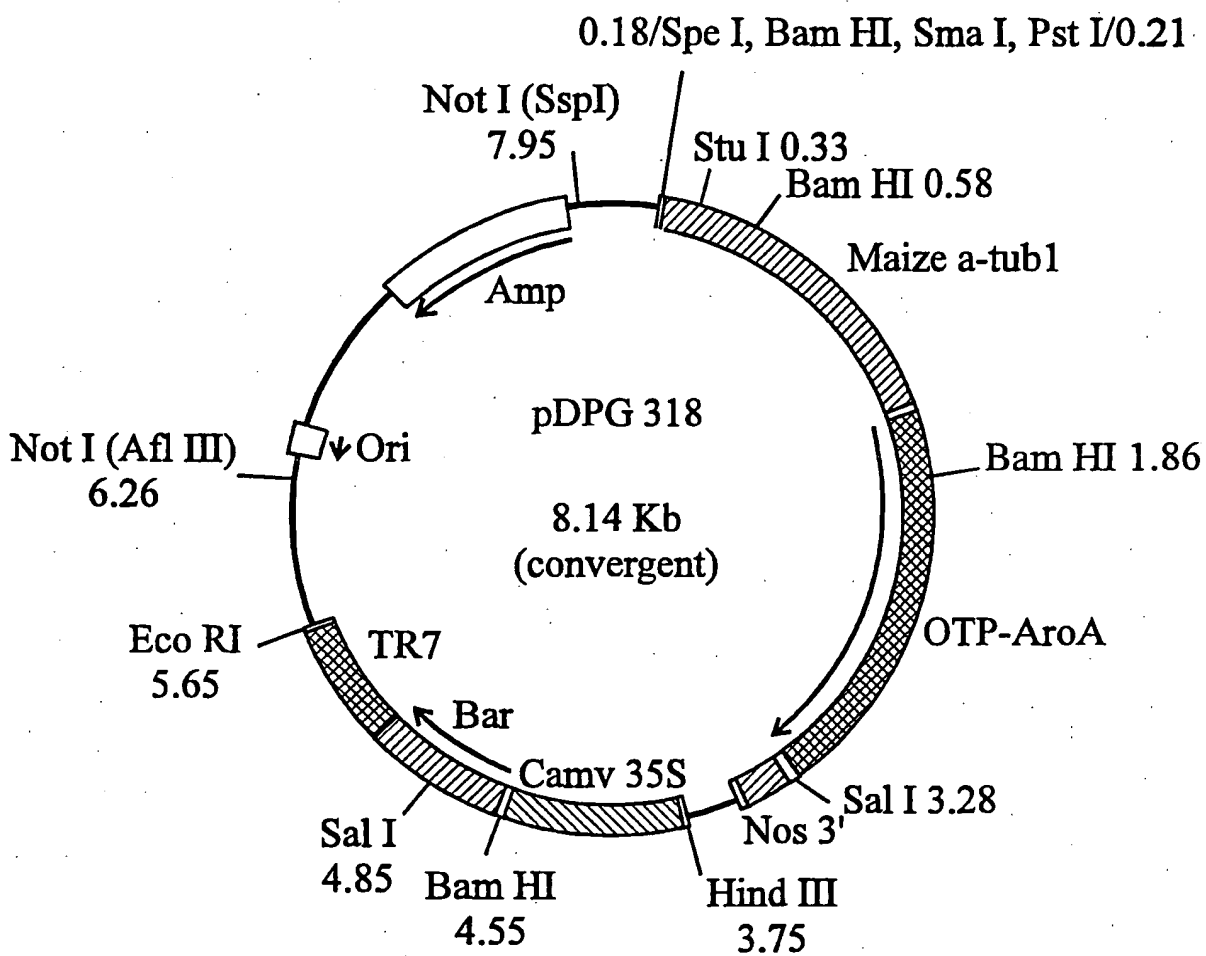 0.18/Spe I, Bam HI, Sma I, Pst I/0.21
Not I (SspI)
7.95
Stu I 0.33
Bam HI 0.58
Maize a-tub1
Amp
pDPG 318
Not I (Afl III)
6.26
Ori
Bam HI 1.86
8.14 Kb
(convergent)
Eco RI
5.65
TR7
OTP-AroA
Bar
Camv 35S
Sal I 3.28
Nos 3'
Sal I
4.85
Bam HI
4.55
Hind III
3.75